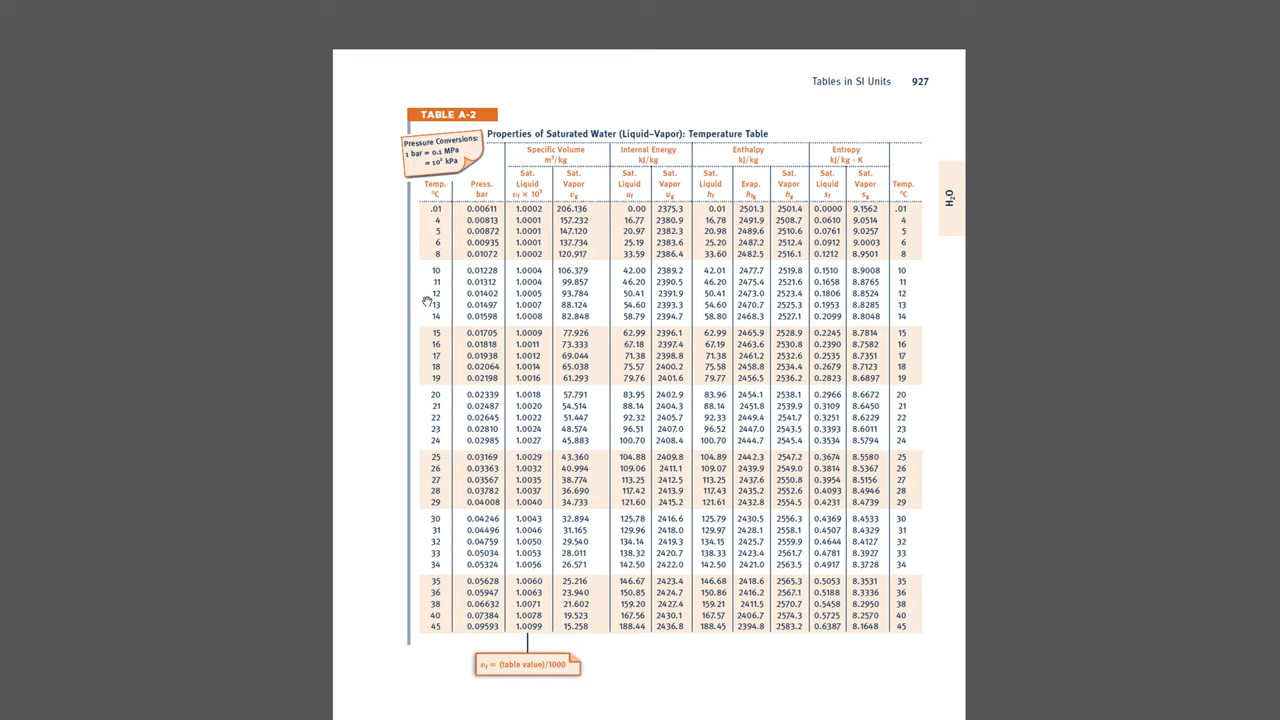 Tables in SI Units 927
TABLE A-2
Pressure Conversions:
1 bar = 0.1 MPa
= 10² kPa
Properties of Saturated Water (Liquid–Vapor): Temperature Table
Specific Volume Internal Energy Enthalpy Entropy
m³/kg kJ/kg kJ/kg kJ/kg · K
Sat. Sat. Sat. Sat. Sat. Sat. Sat. Sat.
Temp. Press. Liquid Vapor Liquid Vapor Liquid Evap. Vapor Liquid Vapor Temp.
°C bar vf × 10³ vg uf ug hf hfg hg sf sg °C
H₂O
.01 0.00611 1.0002 206.136 0.00 2375.3 0.01 2501.3 2501.4 0.0000 9.1562 .01
4 0.00813 1.0001 157.232 16.77 2380.9 16.78 2491.9 2508.7 0.0610 9.0514 4
5 0.00872 1.0001 147.120 20.97 2382.3 20.98 2489.6 2510.6 0.0761 9.0257 5
6 0.00935 1.0001 137.734 25.19 2383.6 25.20 2487.2 2512.4 0.0912 9.0003 6
8 0.01072 1.0002 120.917 33.59 2386.4 33.60 2482.5 2516.1 0.1212 8.9501 8
10 0.01228 1.0004 106.379 42.00 2389.2 42.01 2477.7 2519.8 0.1510 8.9008 10
11 0.01312 1.0004 99.857 46.20 2390.5 46.20 2475.4 2521.6 0.1658 8.8765 11
12 0.01402 1.0005 93.784 50.41 2391.9 50.41 2473.0 2523.4 0.1806 8.8524 12
13 0.01497 1.0007 88.124 54.60 2393.3 54.60 2470.7 2525.3 0.1953 8.8285 13
14 0.01598 1.0008 82.848 58.79 2394.7 58.80 2468.3 2527.1 0.2099 8.8048 14
15 0.01705 1.0009 77.926 62.99 2396.1 62.99 2465.9 2528.9 0.2245 8.7814 15
16 0.01818 1.0011 73.333 67.18 2397.4 67.19 2463.6 2530.8 0.2390 8.7582 16
17 0.01938 1.0012 69.044 71.38 2398.8 71.38 2461.2 2532.6 0.2535 8.7351 17
18 0.02064 1.0014 65.038 75.57 2400.2 75.58 2458.8 2534.4 0.2679 8.7123 18
19 0.02198 1.0016 61.293 79.76 2401.6 79.77 2456.5 2536.2 0.2823 8.6897 19
20 0.02339 1.0018 57.791 83.95 2402.9 83.96 2454.1 2538.1 0.2966 8.6672 20
21 0.02487 1.0020 54.514 88.14 2404.3 88.14 2451.8 2539.9 0.3109 8.6450 21
22 0.02645 1.0022 51.447 92.32 2405.7 92.33 2449.4 2541.7 0.3251 8.6229 22
23 0.02810 1.0024 48.574 96.51 2407.0 96.52 2447.0 2543.5 0.3393 8.6011 23
24 0.02985 1.0027 45.883 100.70 2408.4 100.70 2444.7 2545.4 0.3534 8.5794 24
25 0.03169 1.0029 43.360 104.88 2409.8 104.89 2442.3 2547.2 0.3674 8.5580 25
26 0.03363 1.0032 40.994 109.06 2411.1 109.07 2439.9 2549.0 0.3814 8.5367 26
27 0.03567 1.0035 38.774 113.25 2412.5 113.25 2437.6 2550.8 0.3954 8.5156 27
28 0.03782 1.0037 36.690 117.42 2413.9 117.43 2435.2 2552.6 0.4093 8.4946 28
29 0.04008 1.0040 34.733 121.60 2415.2 121.61 2432.8 2554.5 0.4231 8.4739 29
30 0.04246 1.0043 32.894 125.78 2416.6 125.79 2430.5 2556.3 0.4369 8.4533 30
31 0.04496 1.0046 31.165 129.96 2418.0 129.97 2428.1 2558.1 0.4507 8.4329 31
32 0.04759 1.0050 29.540 134.14 2419.3 134.15 2425.7 2559.9 0.4644 8.4127 32
33 0.05034 1.0053 28.011 138.32 2420.7 138.33 2423.4 2561.7 0.4781 8.3927 33
34 0.05324 1.0056 26.571 142.50 2422.0 142.50 2421.0 2563.5 0.4917 8.3728 34
35 0.05628 1.0060 25.216 146.67 2423.4 146.68 2418.6 2565.3 0.5053 8.3531 35
36 0.05947 1.0063 23.940 150.85 2424.7 150.86 2416.2 2567.1 0.5188 8.3336 36
38 0.06632 1.0071 21.602 159.20 2427.4 159.21 2411.5 2570.7 0.5458 8.2950 38
40 0.07384 1.0078 19.523 167.56 2430.1 167.57 2406.7 2574.3 0.5725 8.2570 40
45 0.09593 1.0099 15.258 188.44 2436.8 188.45 2394.8 2583.2 0.6387 8.1648 45
vf = (table value)/1000